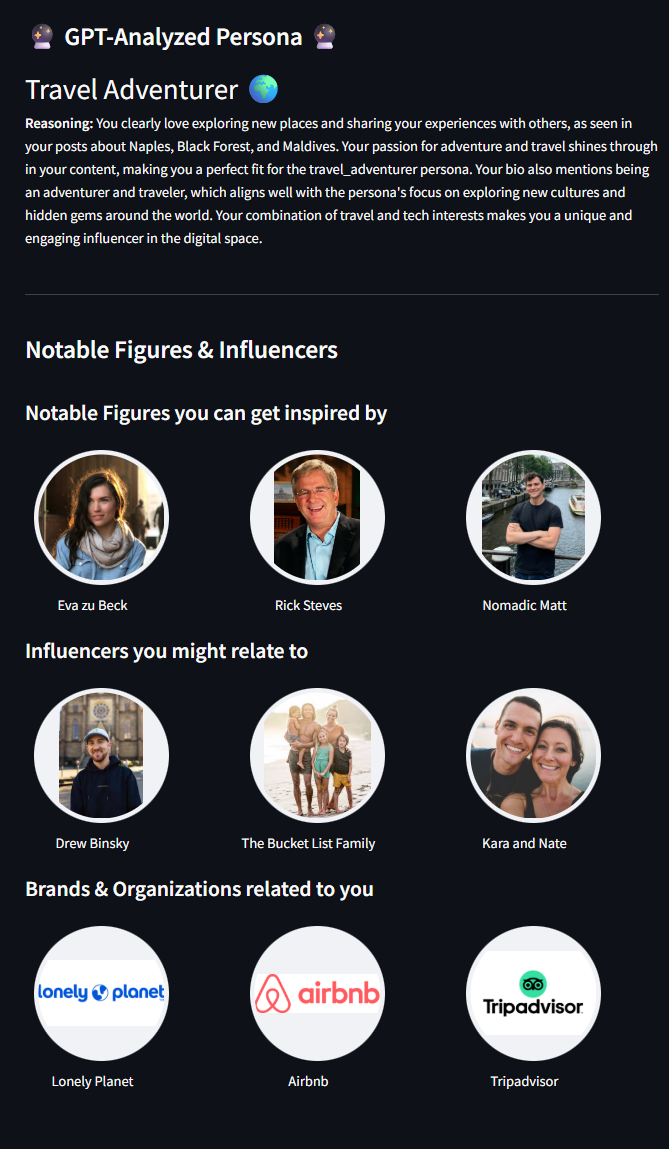 🔮 GPT-Analyzed Persona 🔮
Travel Adventurer 🌍
Reasoning: You clearly love exploring new places and sharing your experiences with others, as seen in
your posts about Naples, Black Forest, and Maldives. Your passion for adventure and travel shines through
in your content, making you a perfect fit for the travel_adventurer persona. Your bio also mentions being
an adventurer and traveler, which aligns well with the persona's focus on exploring new cultures and
hidden gems around the world. Your combination of travel and tech interests makes you a unique and
engaging influencer in the digital space.
Notable Figures & Influencers
Notable Figures you can get inspired by
Eva zu Beck
Rick Steves
Nomadic Matt
Influencers you might relate to
Drew Binsky
The Bucket List Family
Kara and Nate
Brands & Organizations related to you
lonely planet
airbnb
Tripadvisor
Lonely Planet
Airbnb
Tripadvisor